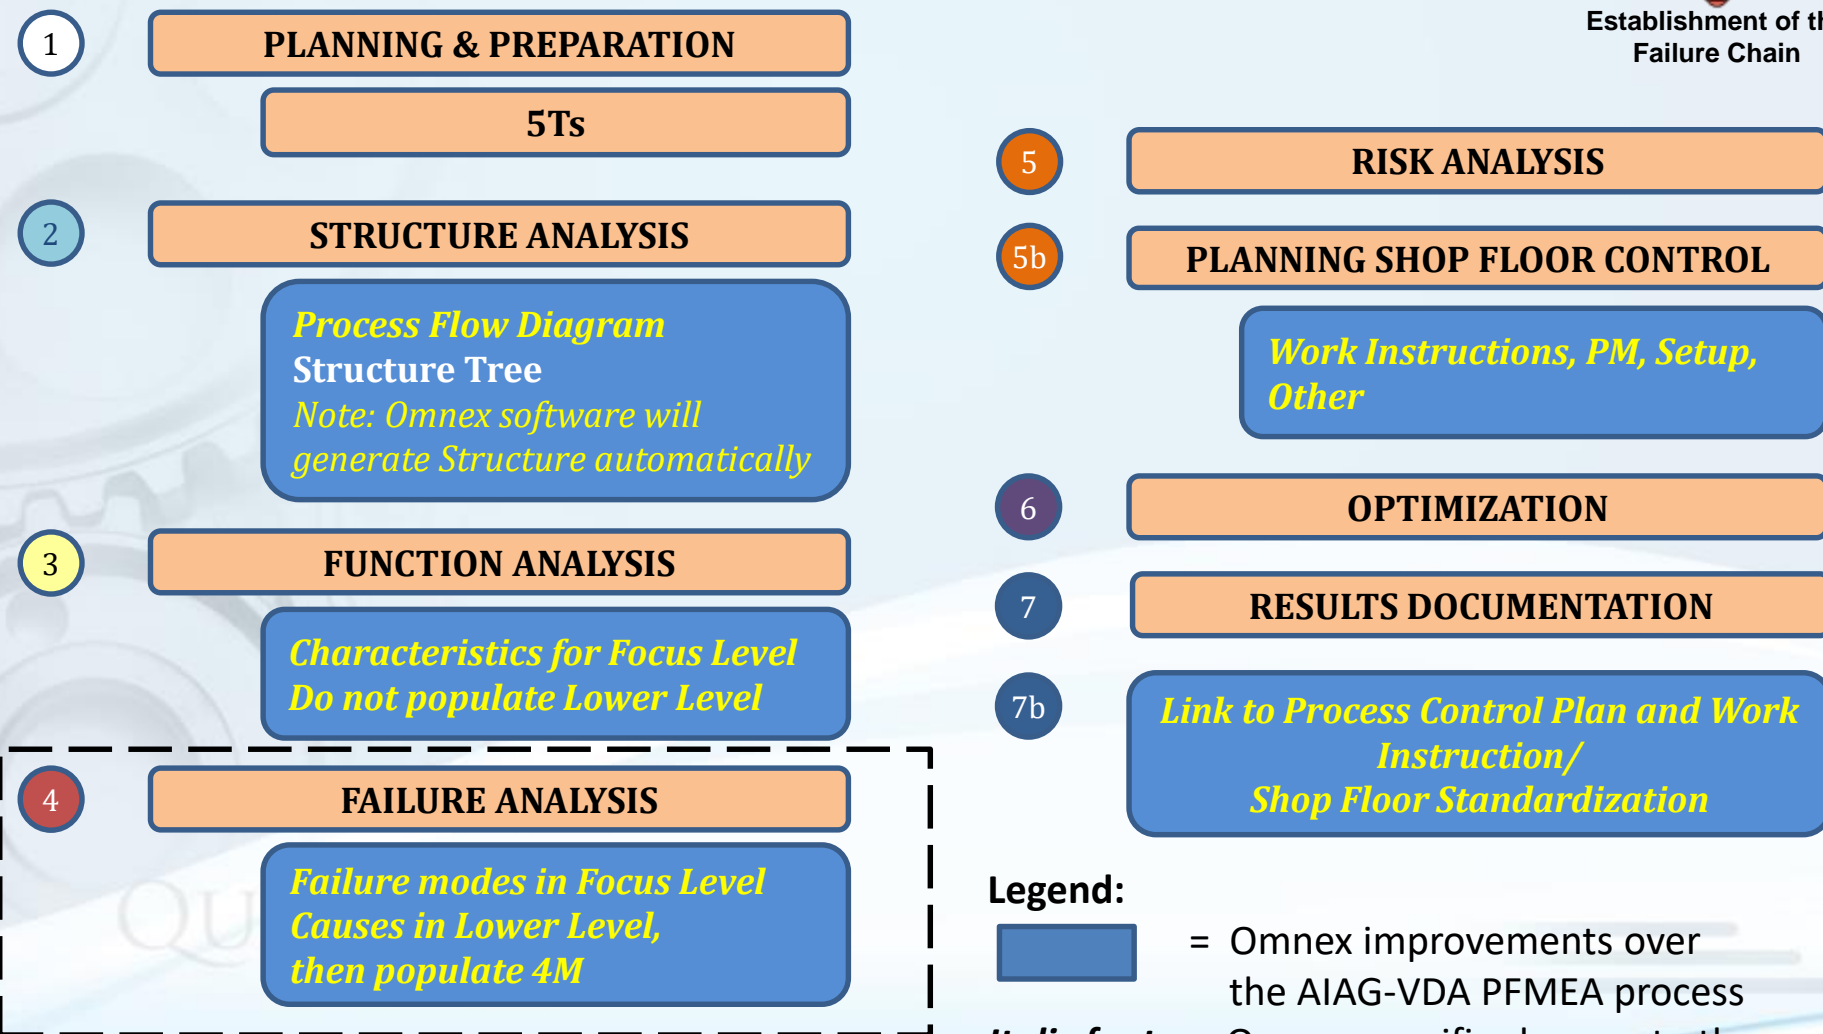 1
PLANNING & PREPARATION
5Ts
2
STRUCTURE ANALYSIS
Process Flow Diagram
Structure Tree
Note: Omnex software will
generate Structure automatically
3
FUNCTION ANALYSIS
Characteristics for Focus Level
Do not populate Lower Level
4
FAILURE ANALYSIS
Failure modes in Focus Level
Causes in Lower Level,
then populate 4M
QU
Establishment of th
Failure Chain
5
RISK ANALYSIS
5b
PLANNING SHOP FLOOR CONTROL
Work Instructions, PM, Setup,
Other
6
OPTIMIZATION
7
RESULTS DOCUMENTATION
7b
Link to Process Control Plan and Work
Instruction/
Shop Floor Standardization
Legend:
= Omnex improvements over
the AIAG-VDA PFMEA process